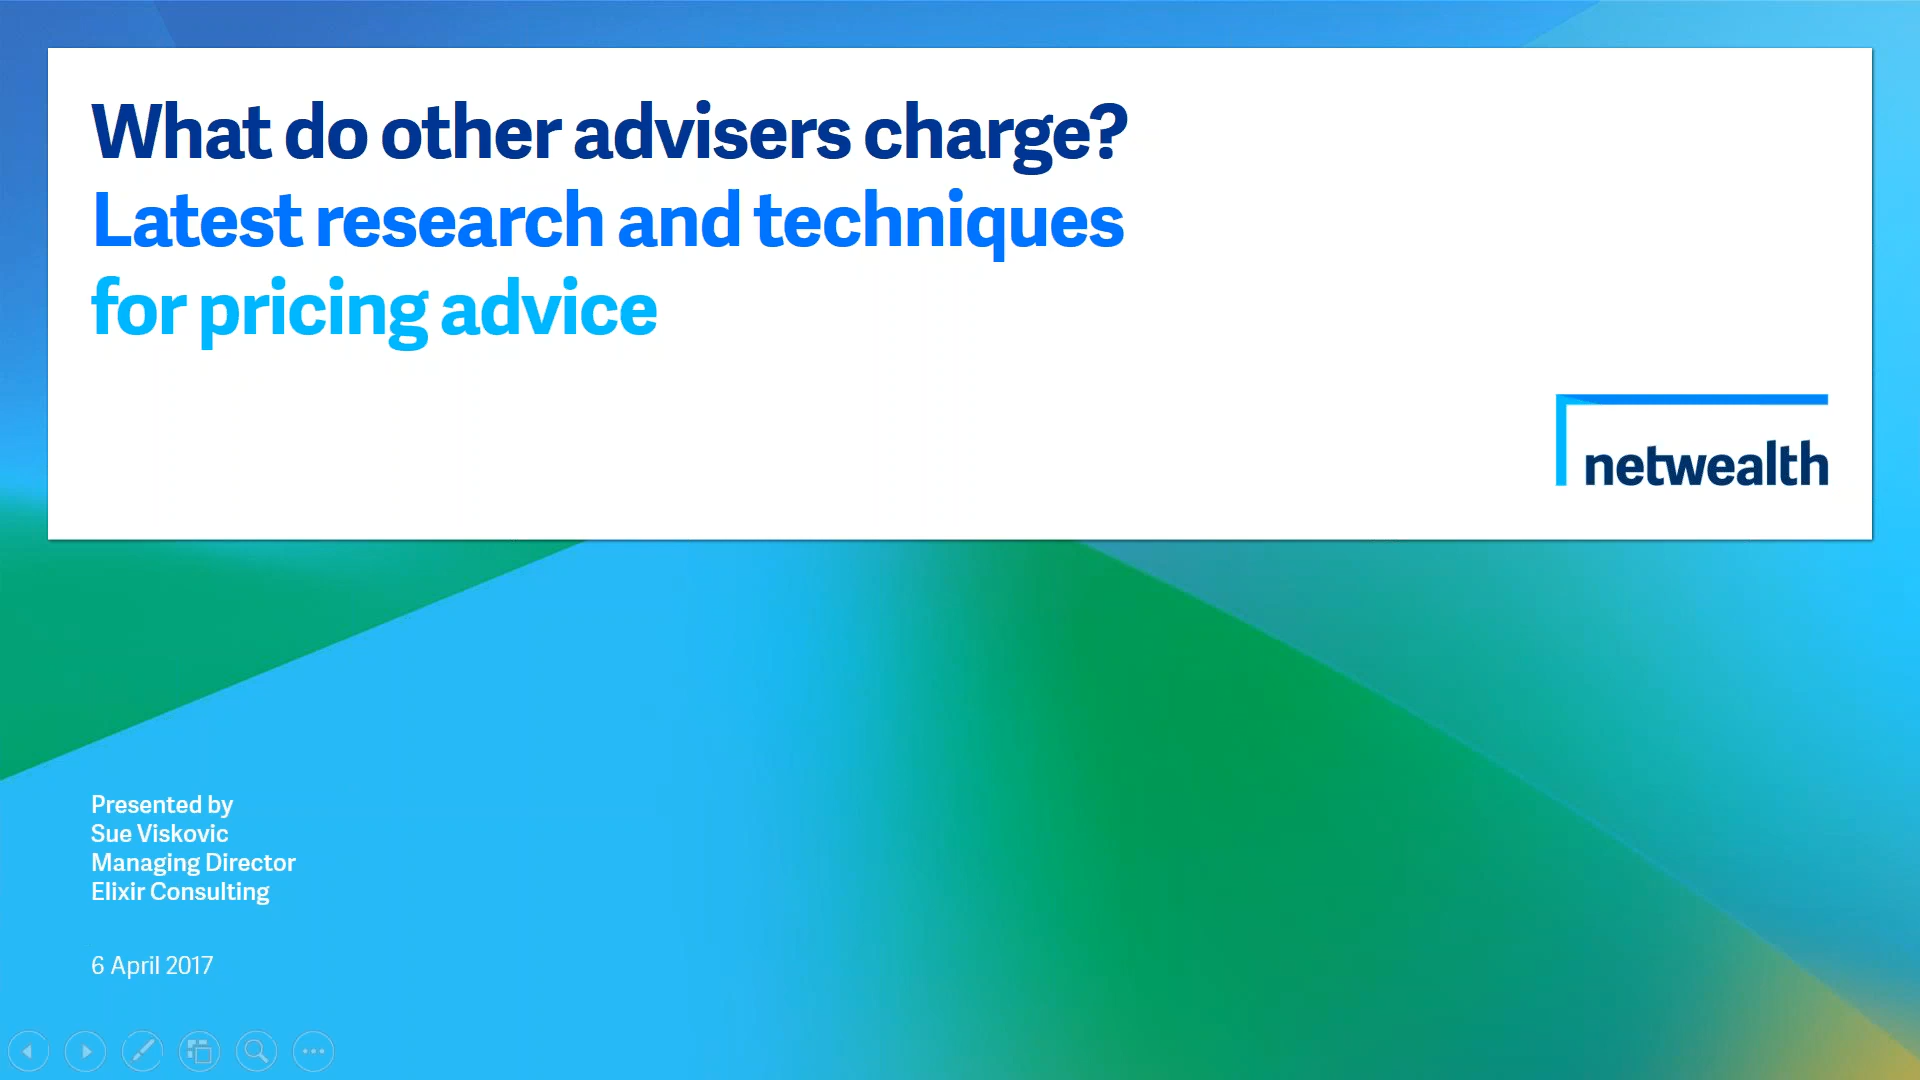 What do other advisers charge?
Latest research and techniques
for pricing advice
netwealth
Presented by
Sue Viskovic
Managing Director
Elixir Consulting
6 April 2017